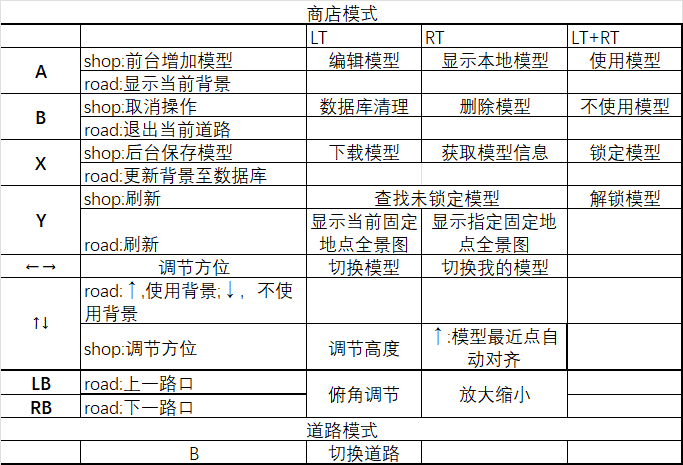 商店模式
LT RT LT+RT
A shop:前台增加模型 编辑模型 显示本地模型 使用模型
road:显示当前背景
B shop:取消操作 数据库清理 删除模型 不使用模型
road:退出当前道路
X shop:后台保存模型 下载模型 获取模型信息 锁定模型
road:更新背景至数据库
Y shop:刷新 查找未锁定模型 解锁模型
road:刷新
显示当前固定
地点全景图
显示指定固定地
点全景图
←→ 调节方位 切换模型 切换我的模型
↑↓
road:↑,使用背景;↓, 不使
用背景
shop:调节方位 调节高度
↑:模型最近点自
动对齐
LB road:上一路口 俯角调节 放大缩小
RB road:下一路口
道路模式
B 切换道路